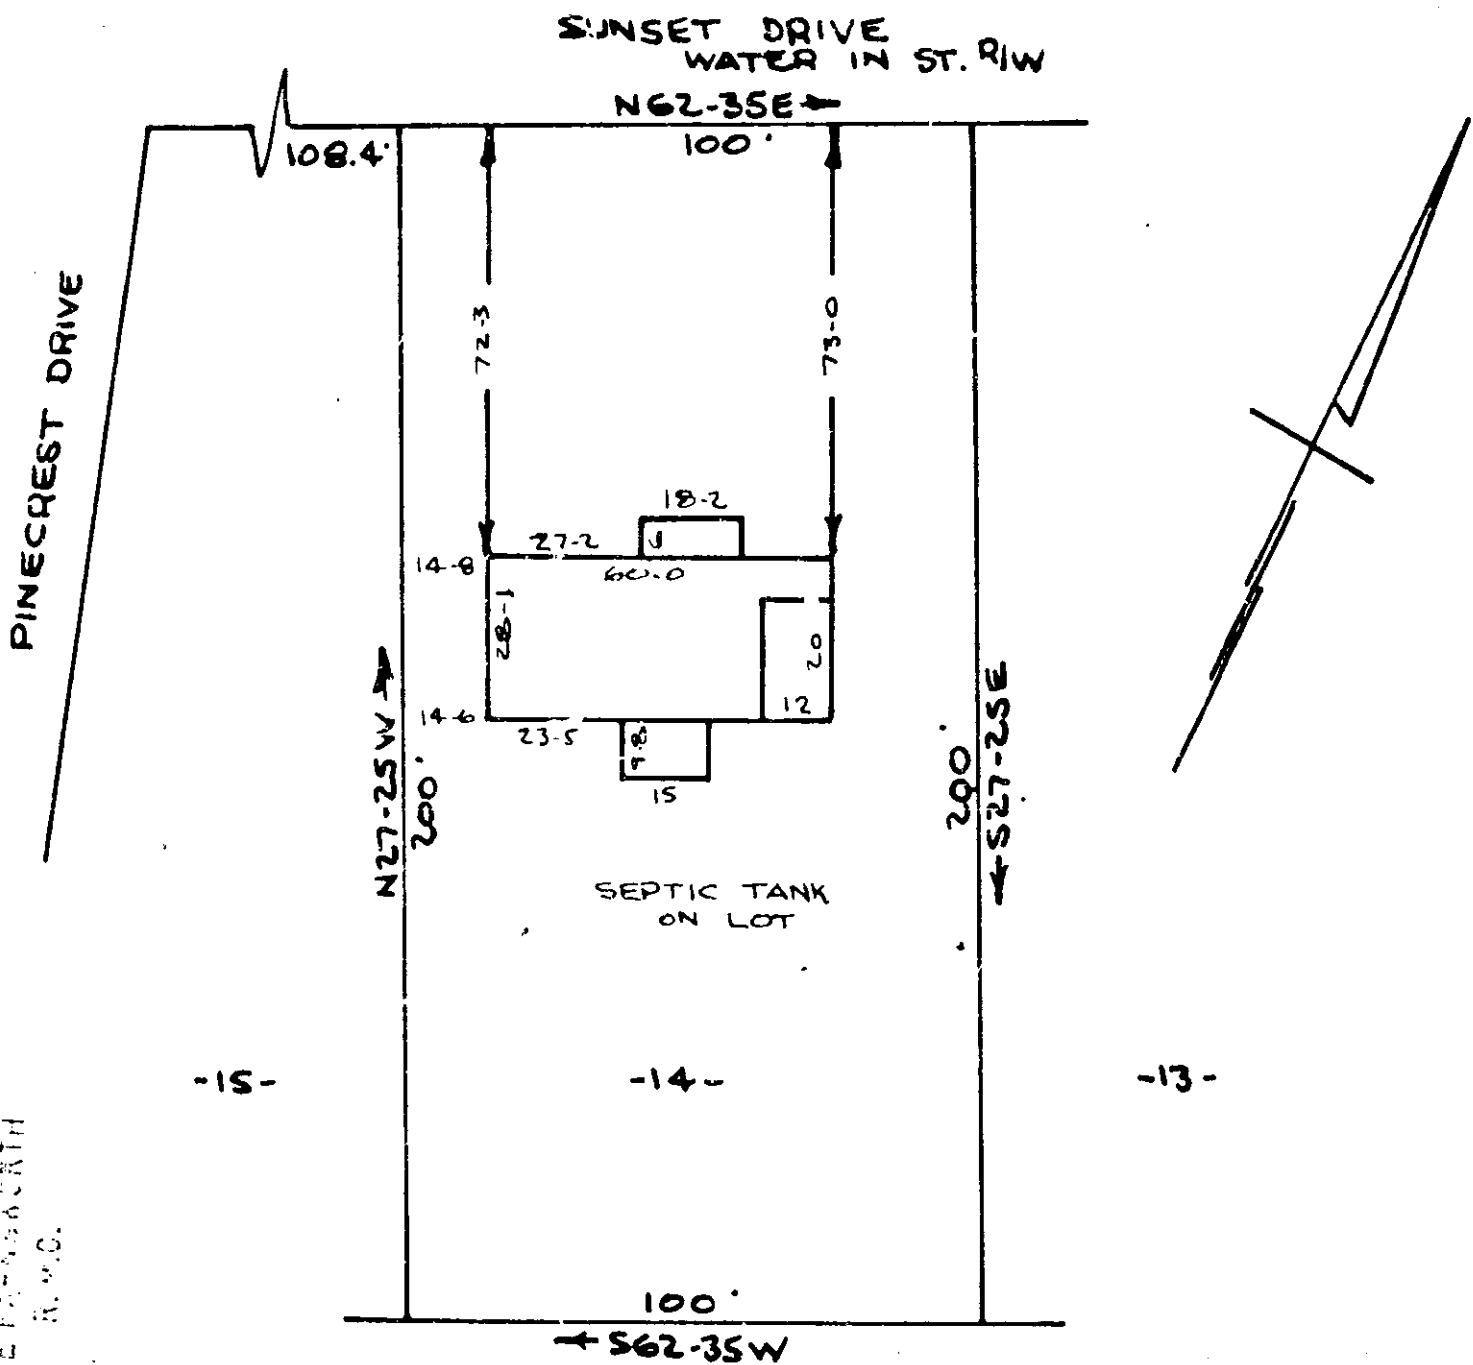 SUNSET DRIVE
WATER IN ST. R/W
N62-35E
108.4'
100'
PINECREST DRIVE
72-3
73-0
18-2
27-2
14-8
60.0
28-1
20
12
14-6
23-5
15
N27-25W
200'
200'
S27-25E
SEPTIC TANK
ON LOT
-15-
-14-
-13-
100'
S62-35W